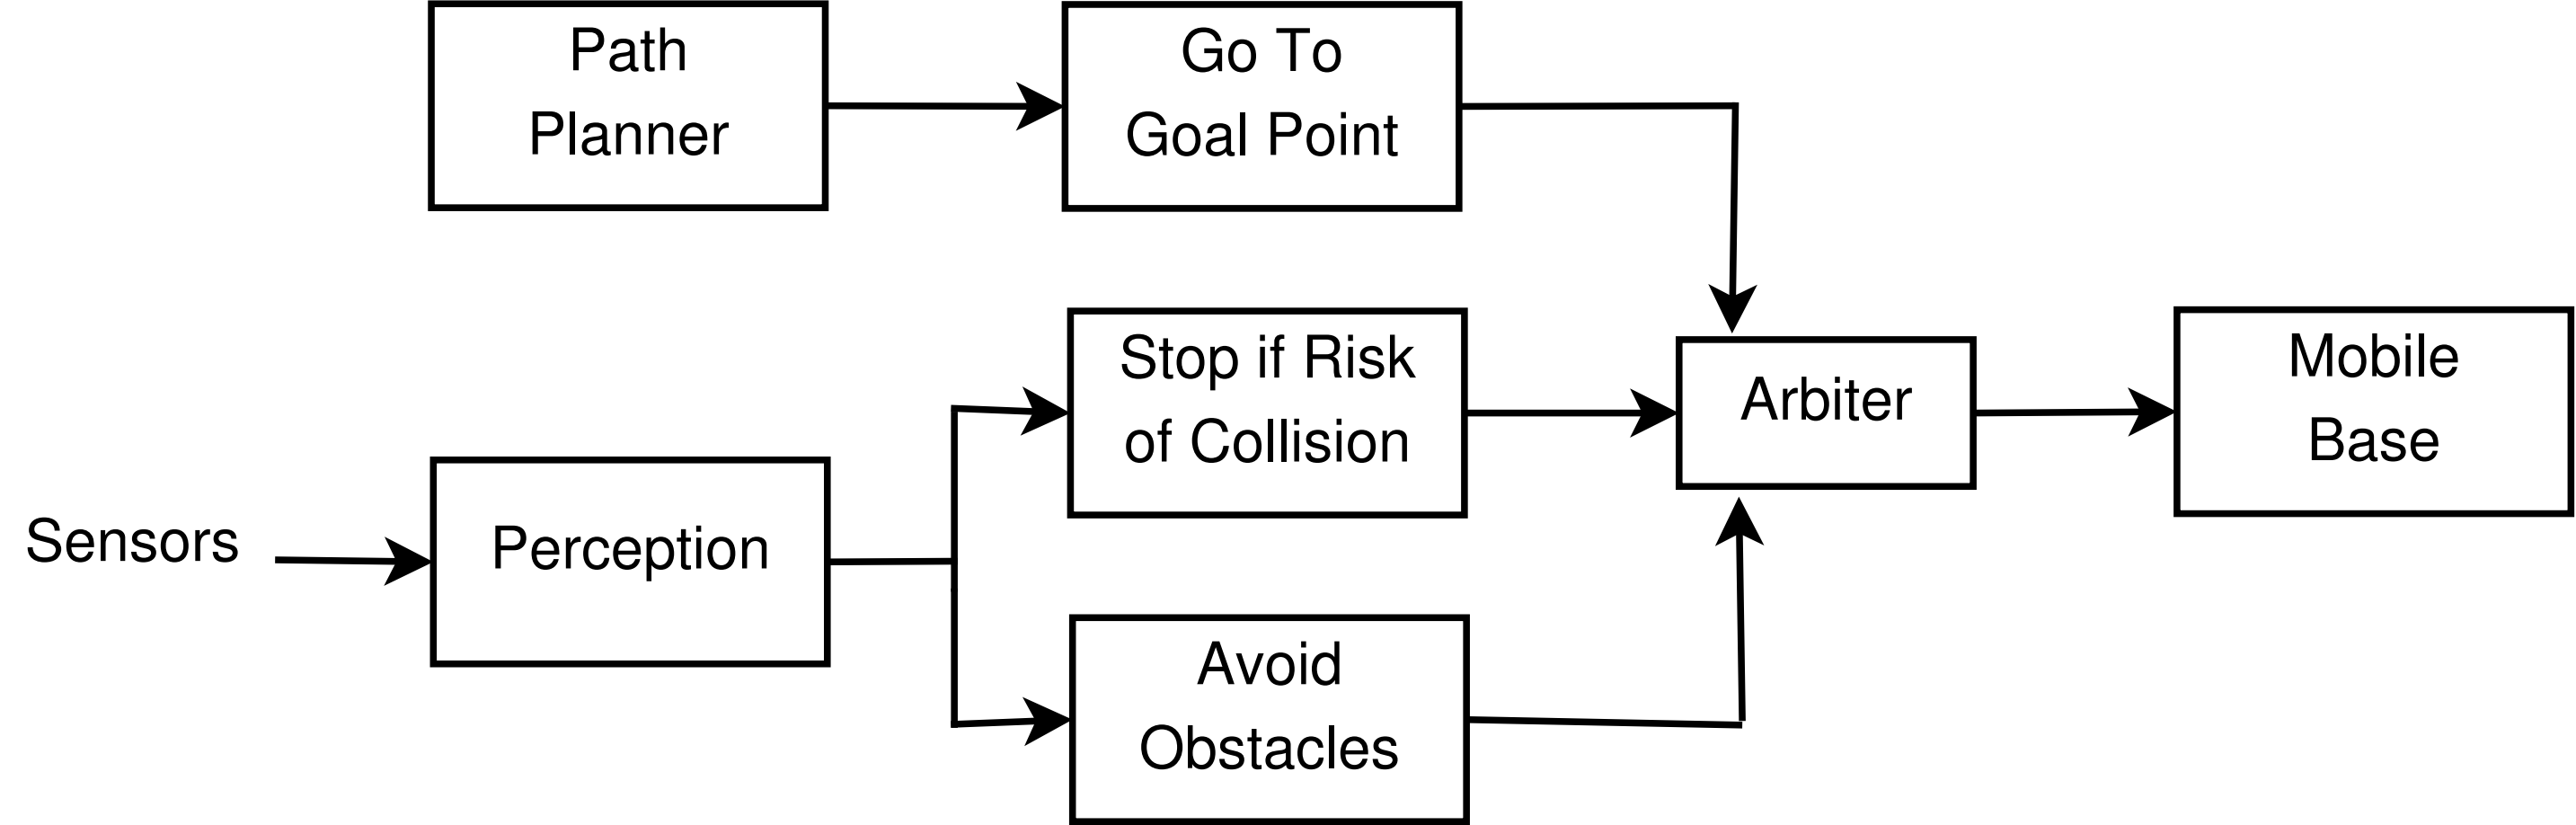 Path
Planner
Go To
Goal Point
Stop if Risk
of Collision
Arbiter
Mobile
Base
Sensors
Perception
Avoid
Obstacles